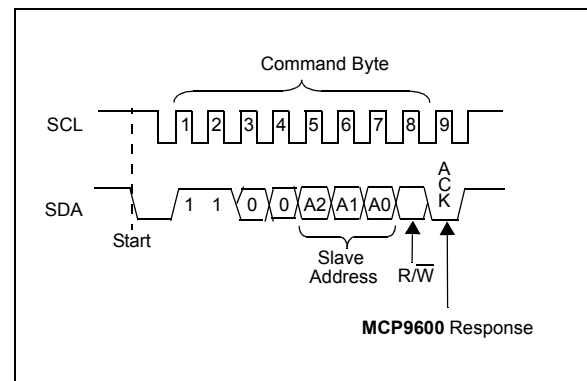 Command Byte
SCL 1 2 3 4 5 6 7 8 9
SDA 1 1 0 0 A2 A1 A0 ACK
Start
Slave
Address
R/W̅
MCP9600 Response